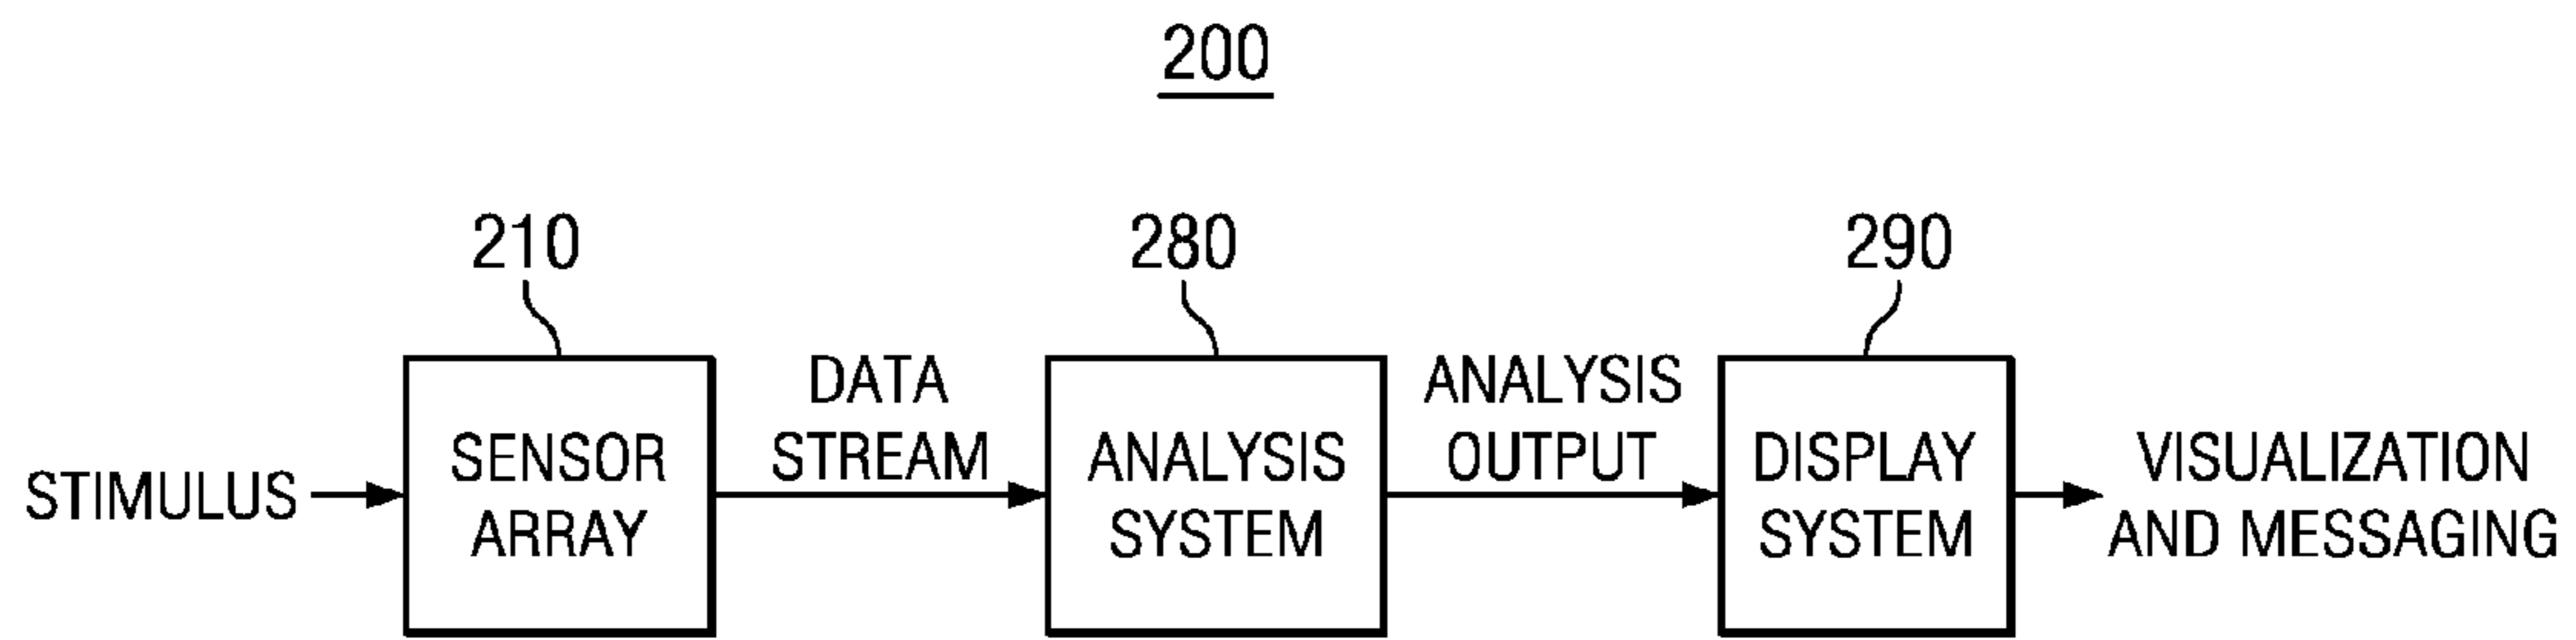 200
210
280
290
STIMULUS
SENSOR
ARRAY
DATA
STREAM
ANALYSIS
SYSTEM
ANALYSIS
OUTPUT
DISPLAY
SYSTEM
VISUALIZATION
AND MESSAGING